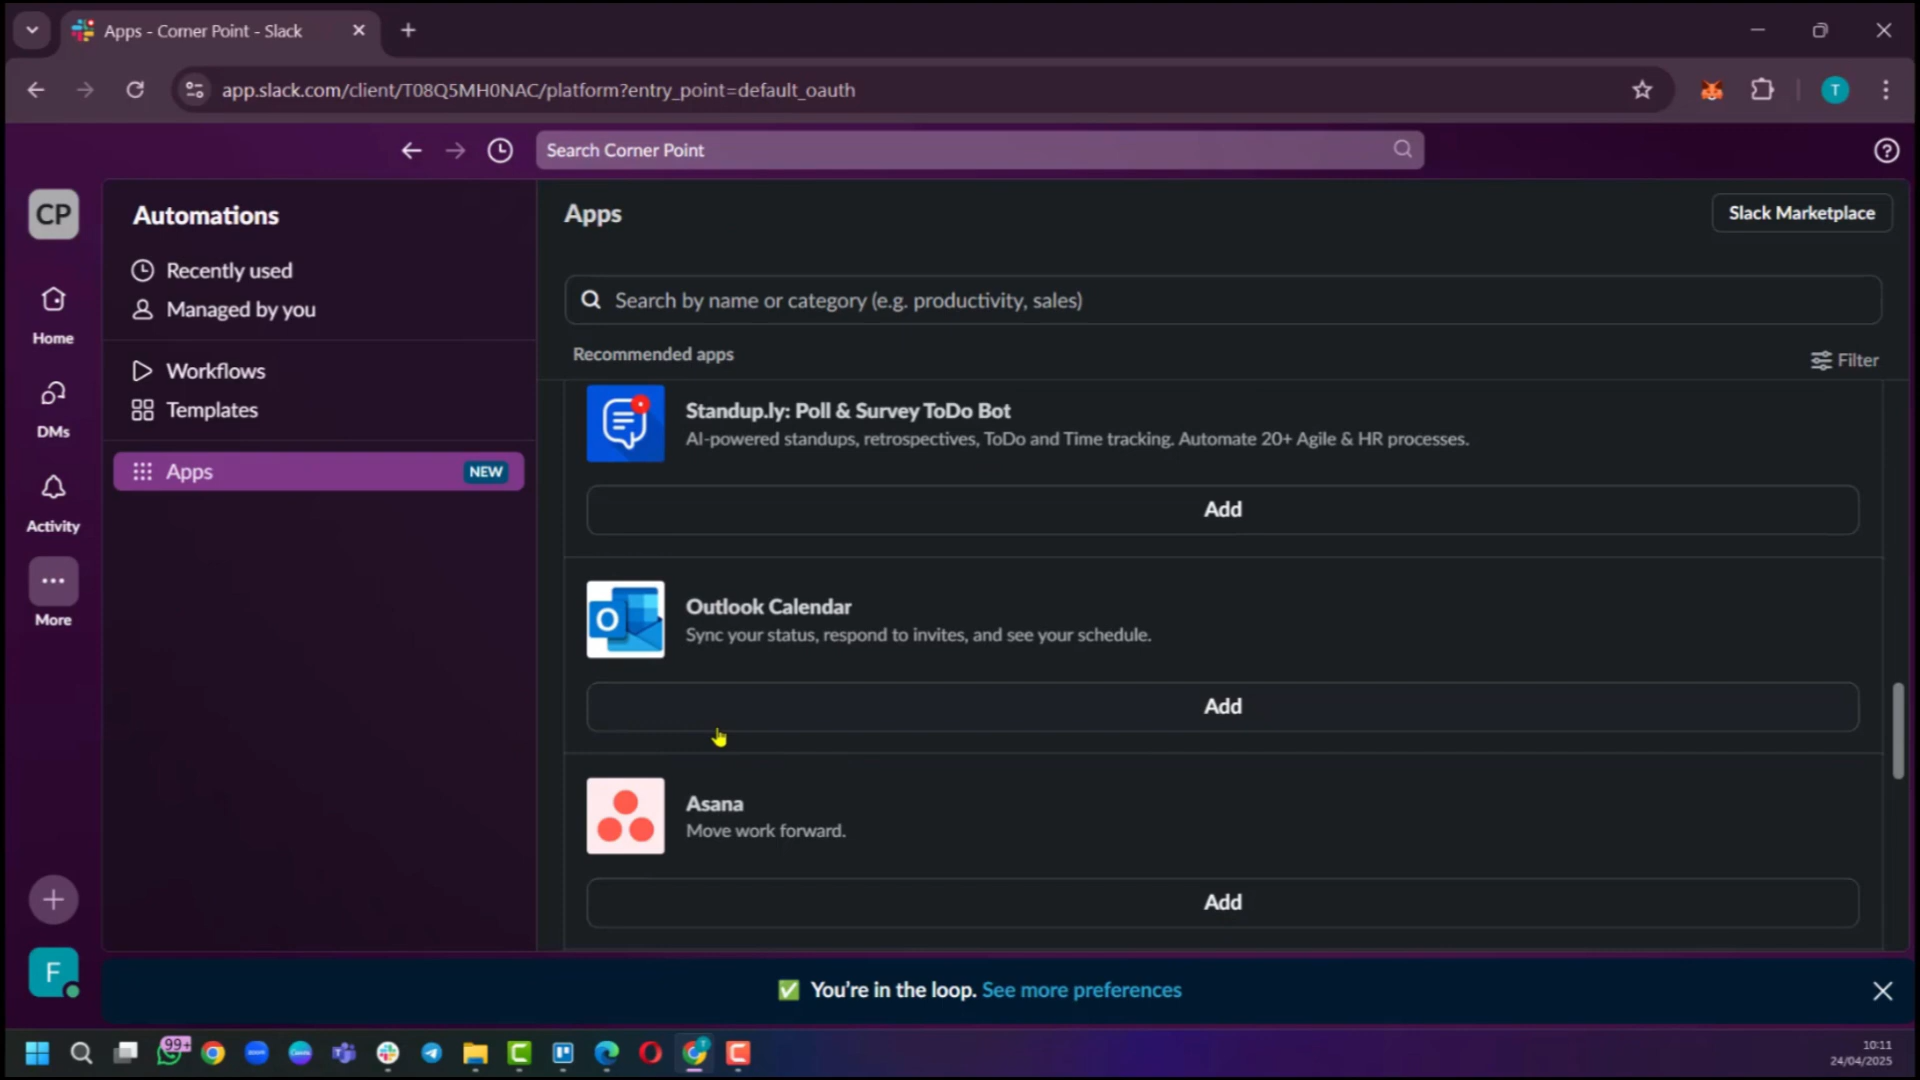 Apps - Corner Point - Slack
app.slack.com/client/T08Q5MH0NAC/platform?entry_point=default_oauth
T
Search Corner Point
CP
Home
DMs
Activity
More
F
Automations
Recently used
Managed by you
Workflows
Templates
Apps NEW
Apps
Slack Marketplace
Search by name or category (e.g. productivity, sales)
Recommended apps
Filter
Standup.ly: Poll & Survey ToDo Bot
AI-powered standups, retrospectives, ToDo and Time tracking. Automate 20+ Agile & HR processes.
Add
Outlook Calendar
Sync your status, respond to invites, and see your schedule.
Add
Asana
Move work forward.
Add
You're in the loop. See more preferences
99+
10:11
24/04/2025